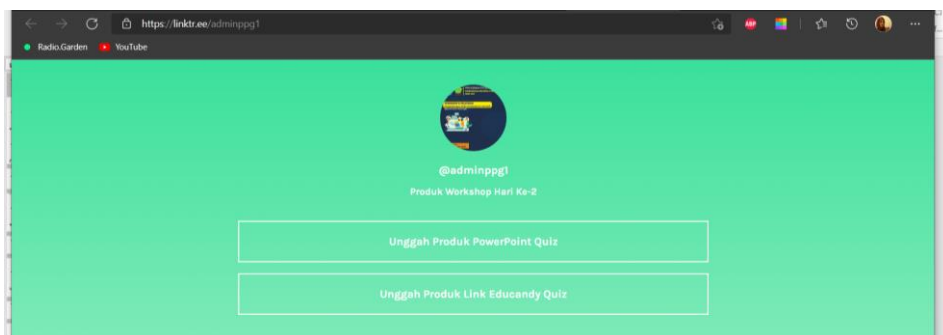 https://linktr.ee/adminppg1
ABP
Radio.Garden
YouTube
@adminppg1
Produk Workshop Hari Ke-2
Unggah Produk PowerPoint Quiz
Unggah Produk Link Educandy Quiz